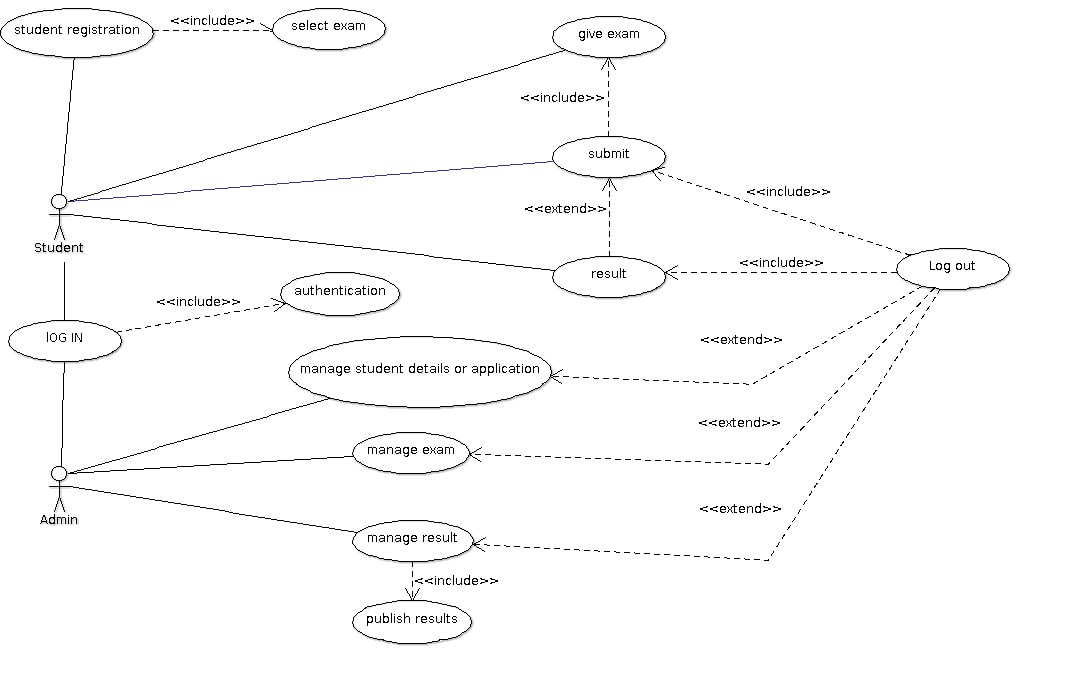 student registration
<<include>>
select exam
give exam
<<include>>
submit
<<include>>
<<extend>>
Student
<<include>>
Log out
result
authentication
<<include>>
lOG IN
<<extend>>
manage student details or application
<<extend>>
manage exam
<<extend>>
Admin
manage result
<<include>>
publish results